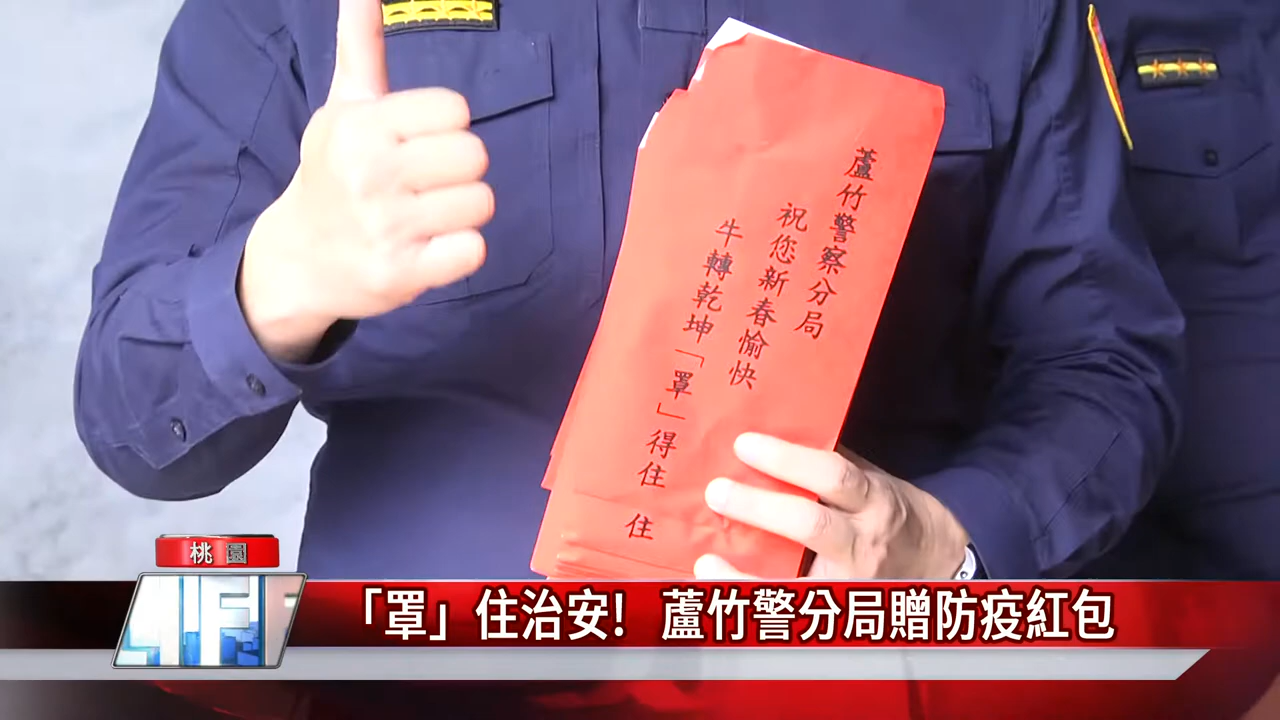 蘆竹警察分局
祝您新春愉快
牛轉乾坤「罩」得住 住
桃園
「罩」住治安! 蘆竹警分局贈防疫紅包